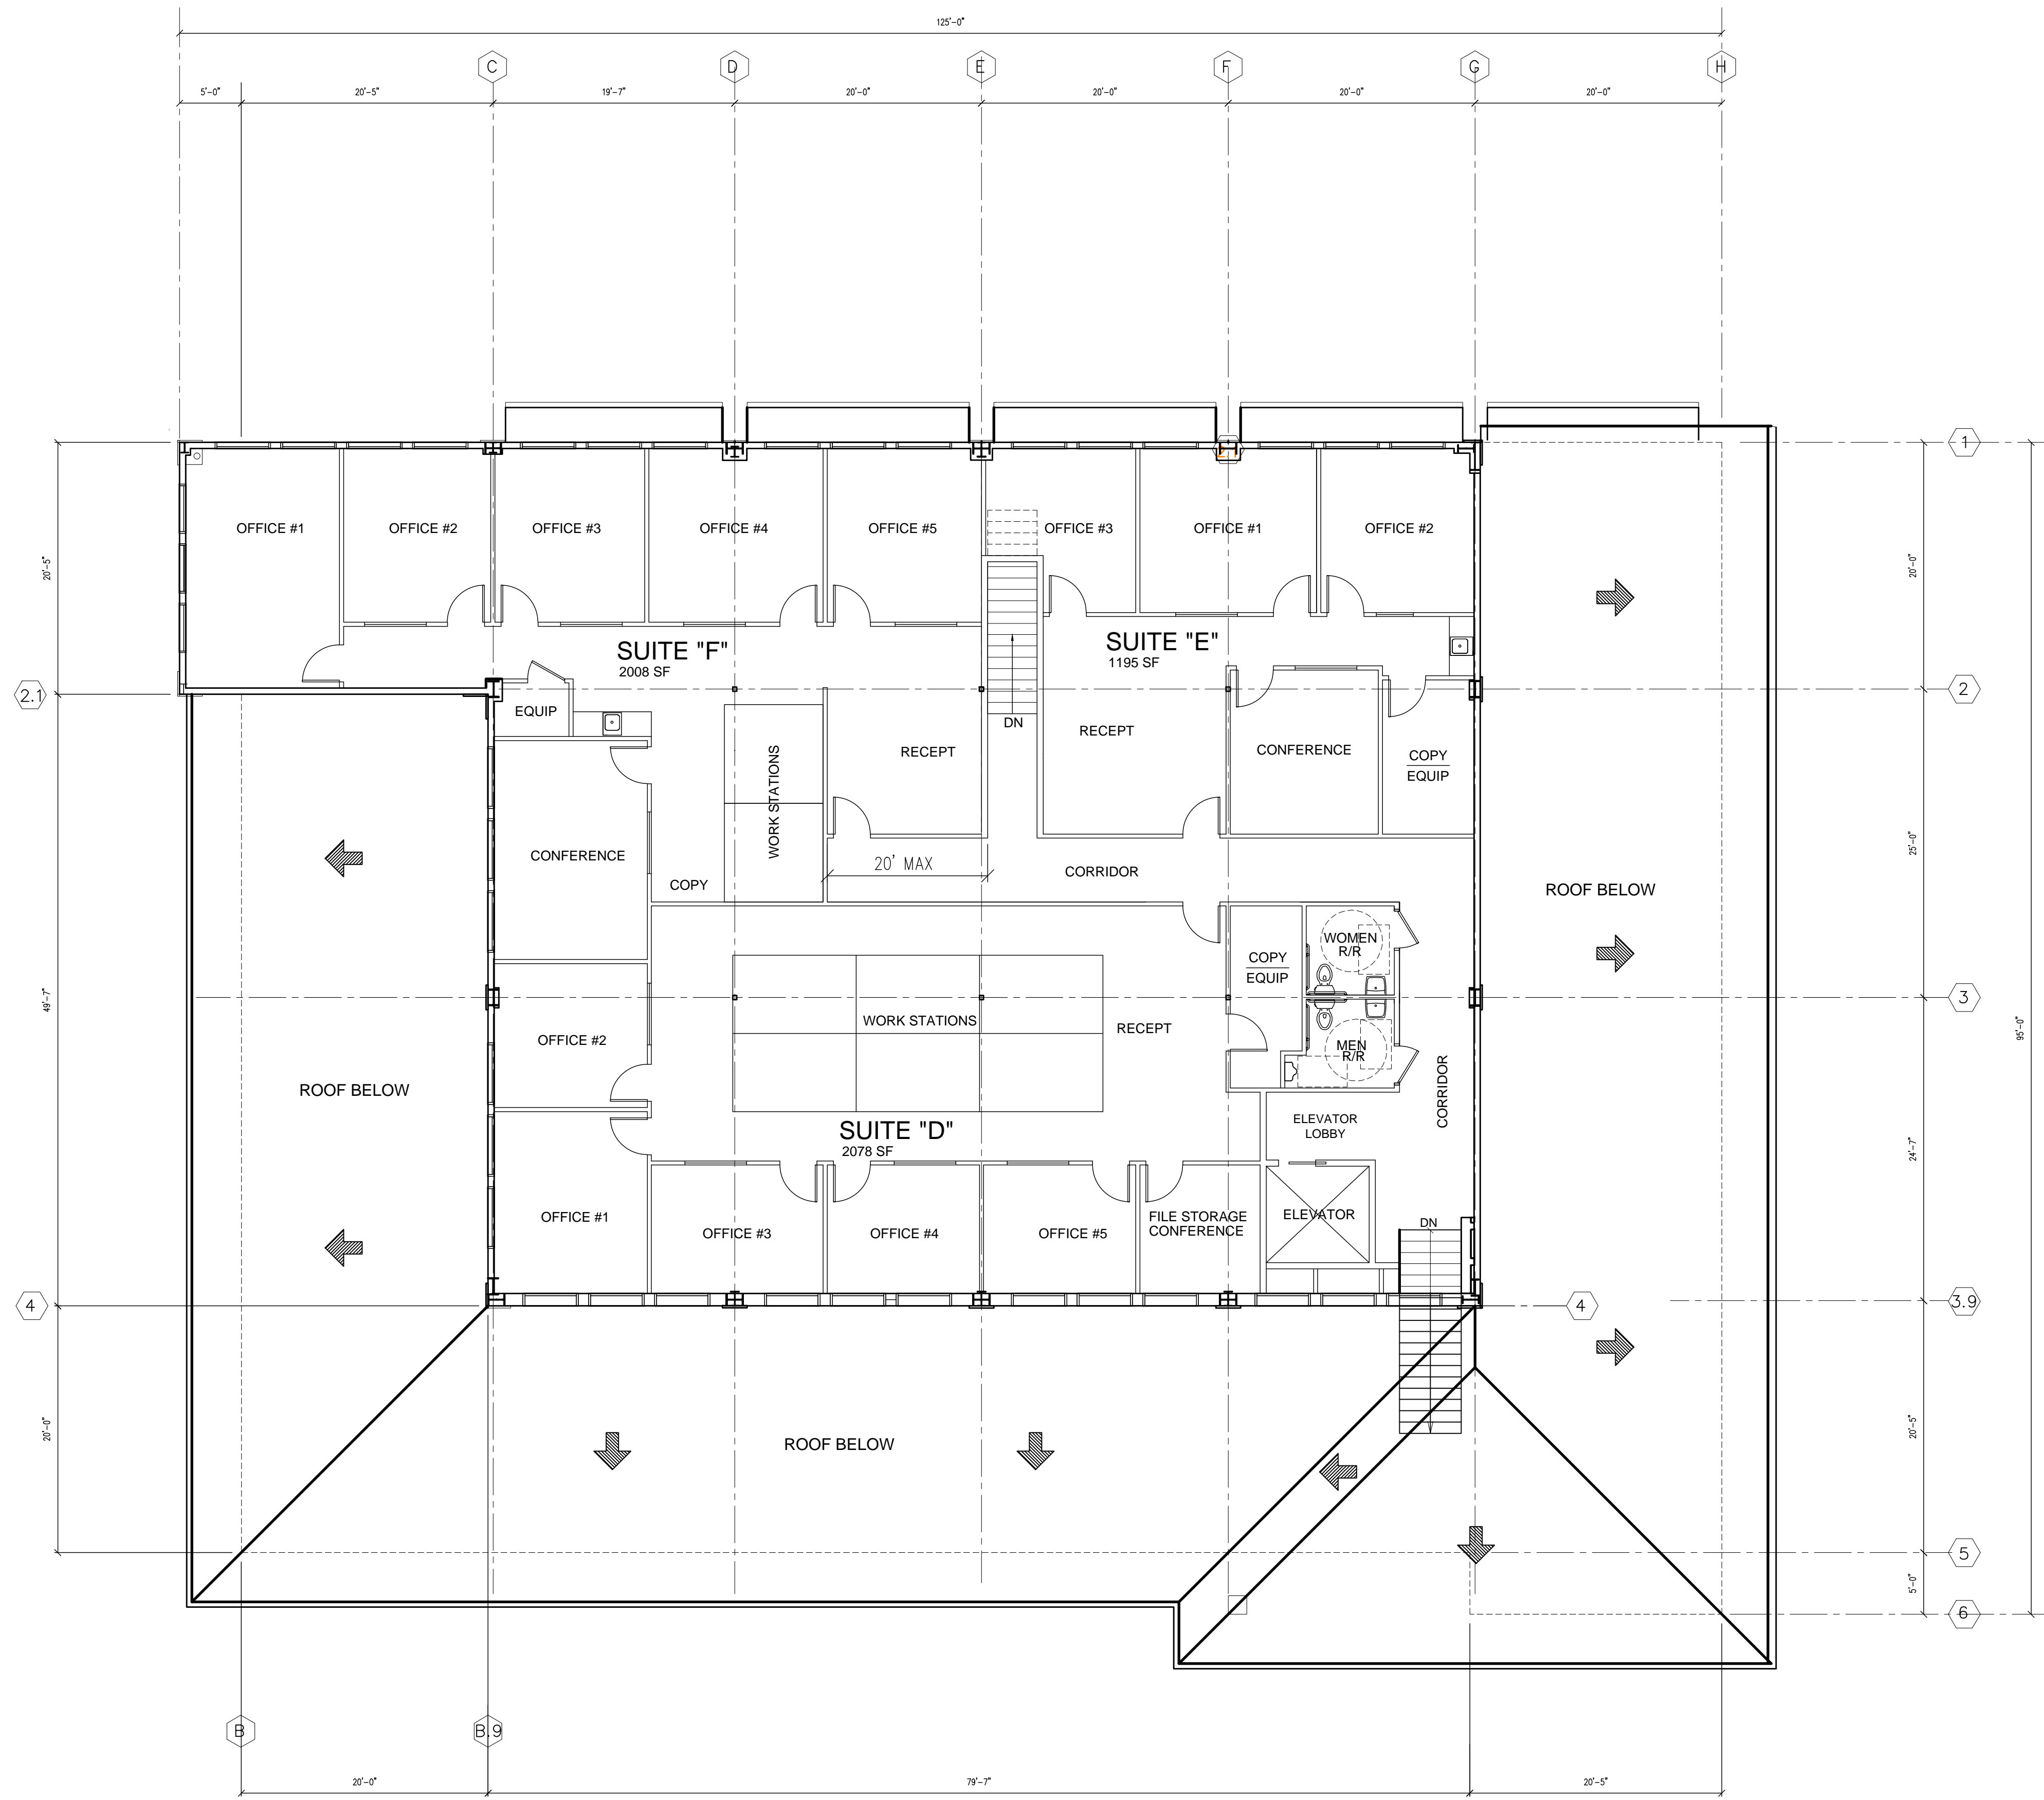 125'-0"
C
D
E
F
G
H
5'-0"
20'-5"
19'-7"
20'-0"
20'-0"
20'-0"
20'-0"
1
OFFICE #1
OFFICE #2
OFFICE #3
OFFICE #4
OFFICE #5
OFFICE #3
OFFICE #1
OFFICE #2
20'-5"
20'-0"
SUITE "F"
2008 SF
SUITE "E"
1195 SF
2.1
2
EQUIP
DN
RECEPT
RECEPT
CONFERENCE
COPY
EQUIP
WORK STATIONS
CONFERENCE
COPY
20' MAX
CORRIDOR
25'-0"
ROOF BELOW
WOMEN
R/R
COPY
EQUIP
49'-7"
3
WORK STATIONS
RECEPT
OFFICE #2
MEN
R/R
95'-0"
ROOF BELOW
CORRIDOR
SUITE "D"
2078 SF
ELEVATOR
LOBBY
24'-7"
OFFICE #1
OFFICE #3
OFFICE #4
OFFICE #5
FILE STORAGE
CONFERENCE
ELEVATOR
DN
4
4
3.9
20'-0"
ROOF BELOW
20'-5"
5
5'-0"
6
B
B.9
20'-0"
79'-7"
20'-5"